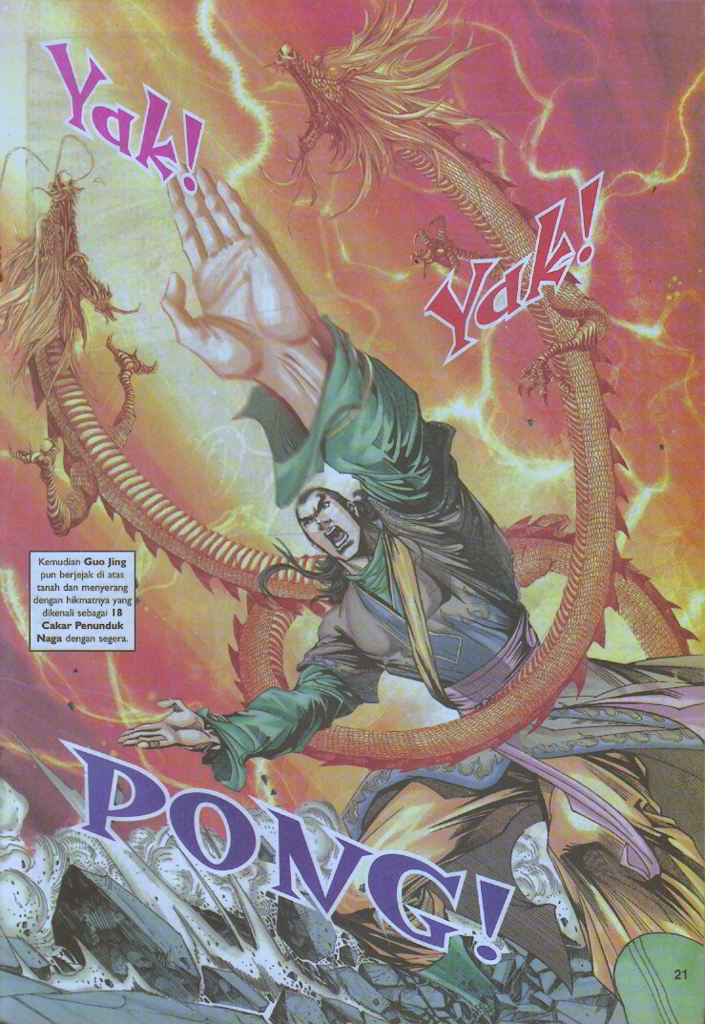 Yak!
Yak!
Kemudian Guo Jing
pun berjejak di atas
tanah dan menyerang
dengan hikmatnya yang
dikenali sebagai 18
Cakar Penunduk
Naga dengan segera.
PONG!
21